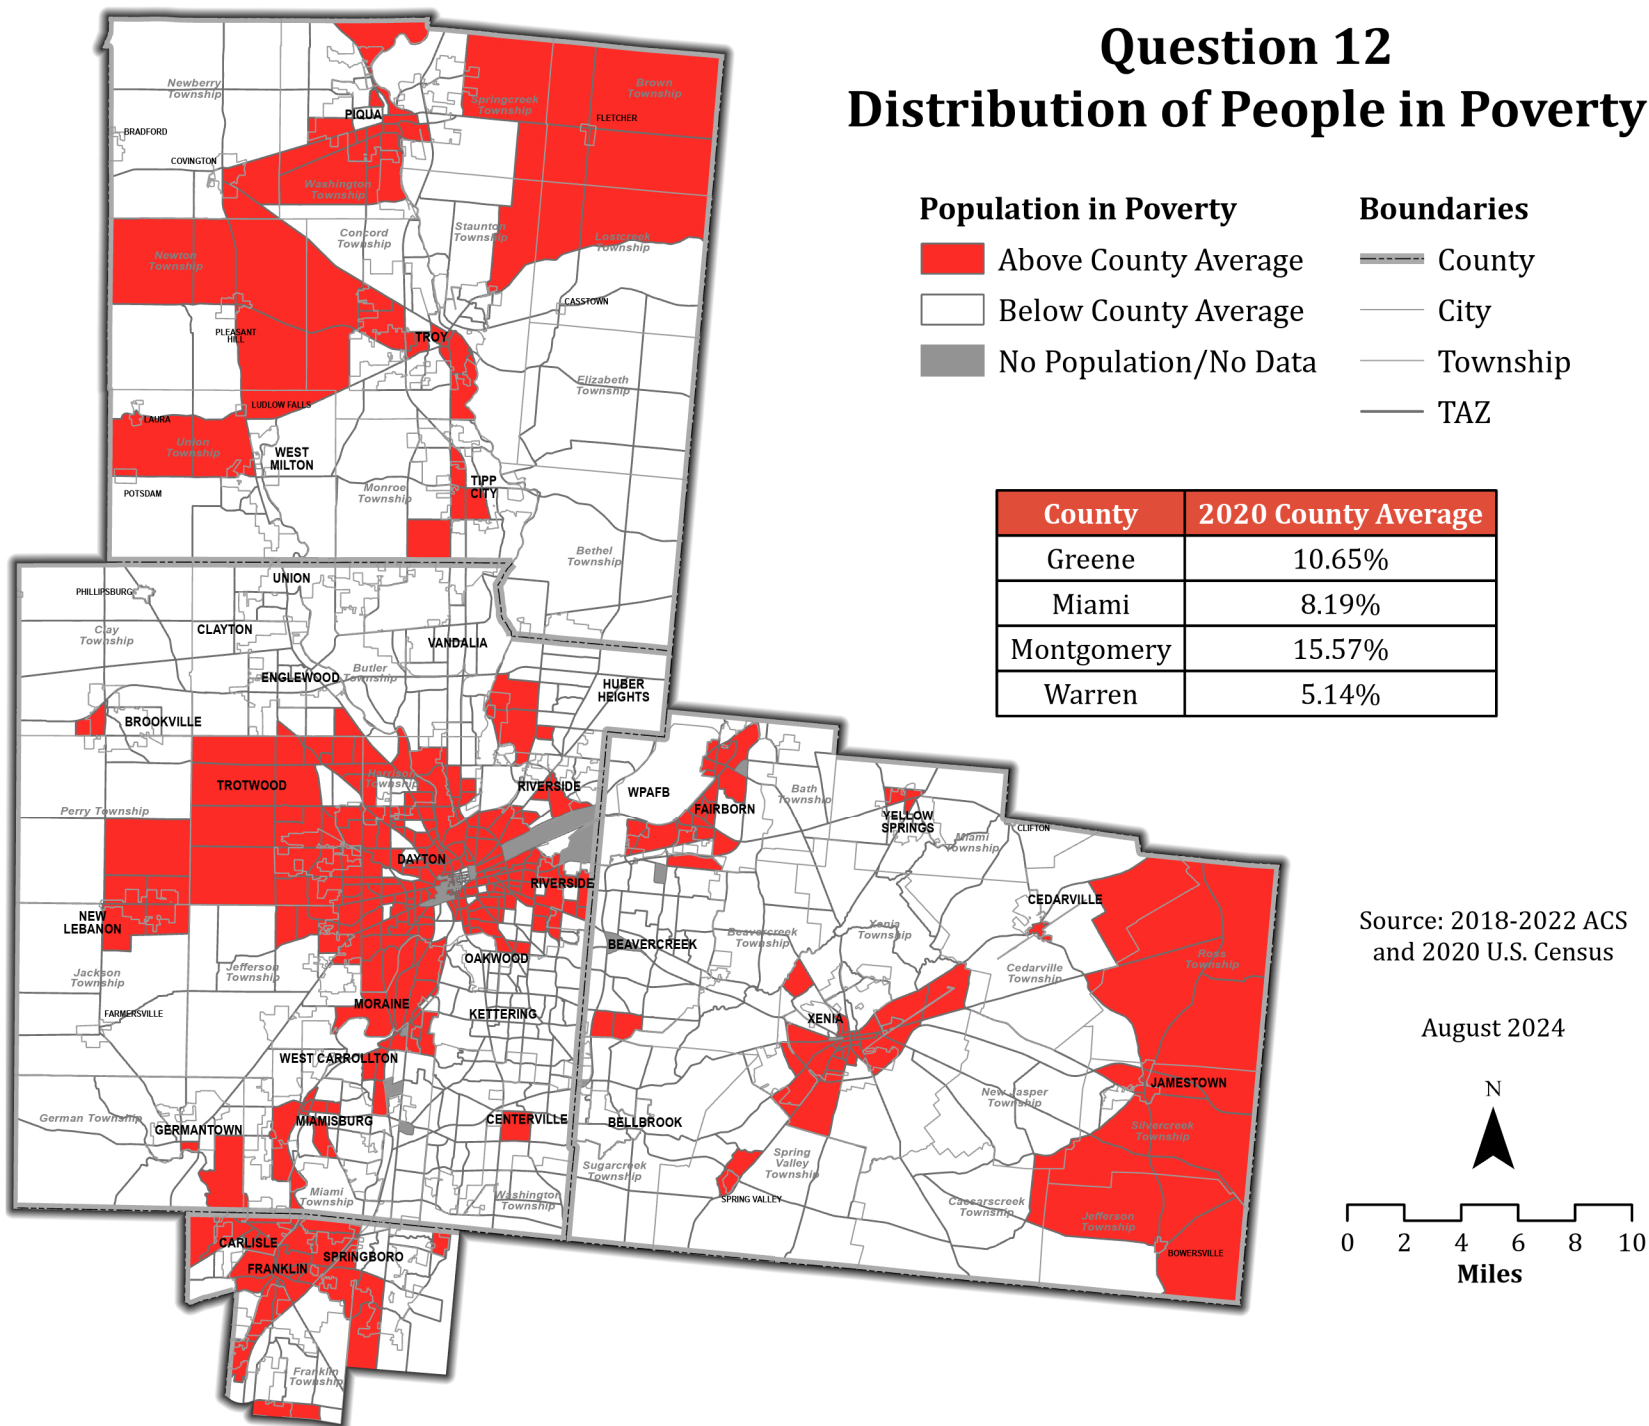 Question 12
Distribution of People in Poverty
Population in Poverty
Above County Average
Below County Average
No Population/No Data
Boundaries
County
City
Township
TAZ
County
2020 County Average
Greene
10.65%
Miami
8.19%
Montgomery
15.57%
Warren
5.14%
Source: 2018-2022 ACS
and 2020 U.S. Census
August 2024
N
0 2 4 6 8 10
Miles
Newberry
Township
BRADFORD
COVINGTON
PIQUA
Springcreek
Township
Brown
Township
FLETCHER
Washington
Township
Concord
Township
Staunton
Township
Lostcreek
Township
Newton
Township
PLEASANT
HILL
TROY
CASSTOWN
Elizabeth
Township
LUDLOW FALLS
LAURA
Union
Township
WEST
MILTON
POTSDAM
Monroe
Township
TIPP
CITY
Bethel
Township
PHILLIPSBURG
UNION
Clay
Township
CLAYTON
VANDALIA
Butler
Township
ENGLEWOOD
HUBER
HEIGHTS
BROOKVILLE
TROTWOOD
Harrison
Township
RIVERSIDE
Perry Township
DAYTON
RIVERSIDE
NEW
LEBANON
Jackson
Township
Jefferson
Township
OAKWOOD
FARMERSVILLE
MORAINE
KETTERING
WEST CARROLLTON
German Township
GERMANTOWN
MIAMISBURG
CENTERVILLE
Miami
Township
Washington
Township
WPAFB
FAIRBORN
Bath
Township
YELLOW
SPRINGS
Miami
Township
CLIFTON
CEDARVILLE
BEAVERCREEK
Beavercreek
Township
Xenia
Township
Cedarville
Township
Ross
Township
XENIA
New Jasper
Township
JAMESTOWN
Silvercreek
Township
BELLBROOK
Sugarcreek
Township
Spring
Valley
Township
SPRING VALLEY
Caesarscreek
Township
Jefferson
Township
BOWERSVILLE
CARLISLE
SPRINGBORO
FRANKLIN
Franklin
Township